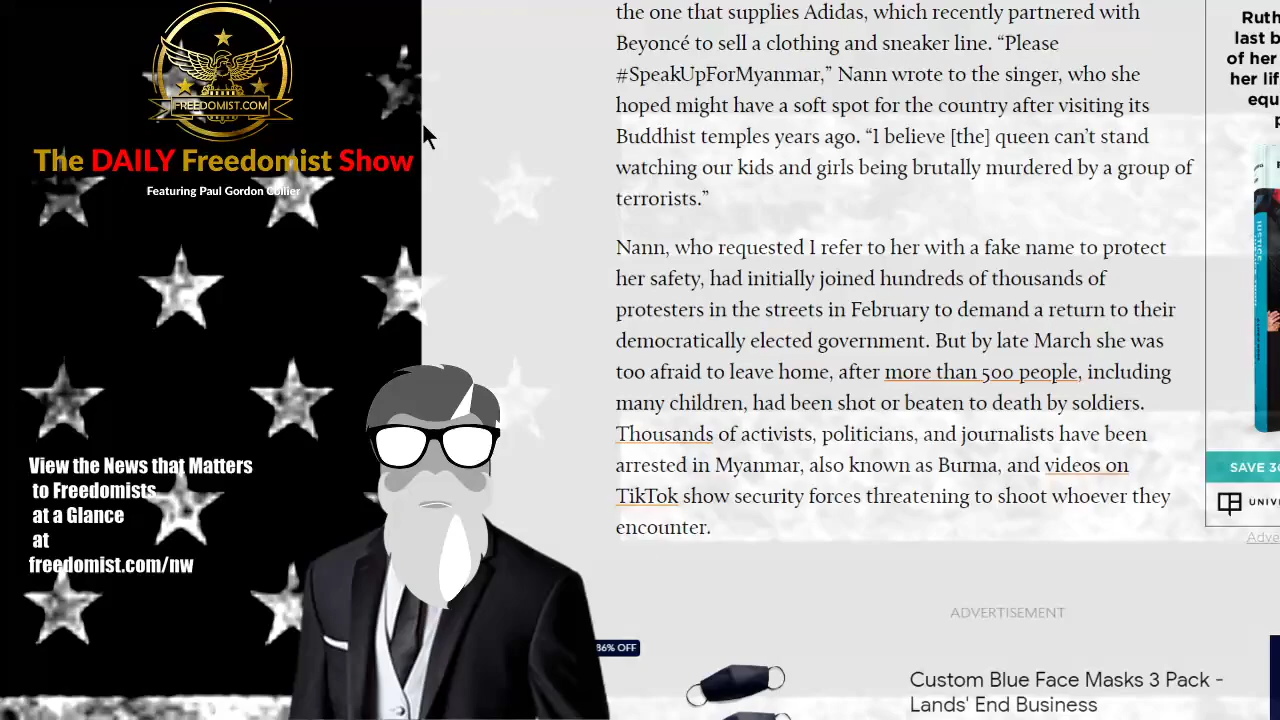 FREEDOMIST.COM
The DAILY Freedomist Show
Featuring Paul Gordon Collier
View the News that Matters
to Freedomists
at a Glance
at
freedomist.com/nw
the one that supplies Adidas, which recently partnered with
Beyoncé to sell a clothing and sneaker line. “Please
#SpeakUpForMyanmar,” Nann wrote to the singer, who she
hoped might have a soft spot for the country after visiting its
Buddhist temples years ago. “I believe [the] queen can’t stand
watching our kids and girls being brutally murdered by a group of
terrorists.”
Nann, who requested I refer to her with a fake name to protect
her safety, had initially joined hundreds of thousands of
protesters in the streets in February to demand a return to their
democratically elected government. But by late March she was
too afraid to leave home, after more than 500 people, including
many children, had been shot or beaten to death by soldiers.
Thousands of activists, politicians, and journalists have been
arrested in Myanmar, also known as Burma, and videos on
TikTok show security forces threatening to shoot whoever they
encounter.
ADVERTISEMENT
86% OFF
Custom Blue Face Masks 3 Pack -
Lands' End Business
Ruth
last b
of her
her lif
equ
p
JUSTICE,
SAVE 30
UNIV
Adve